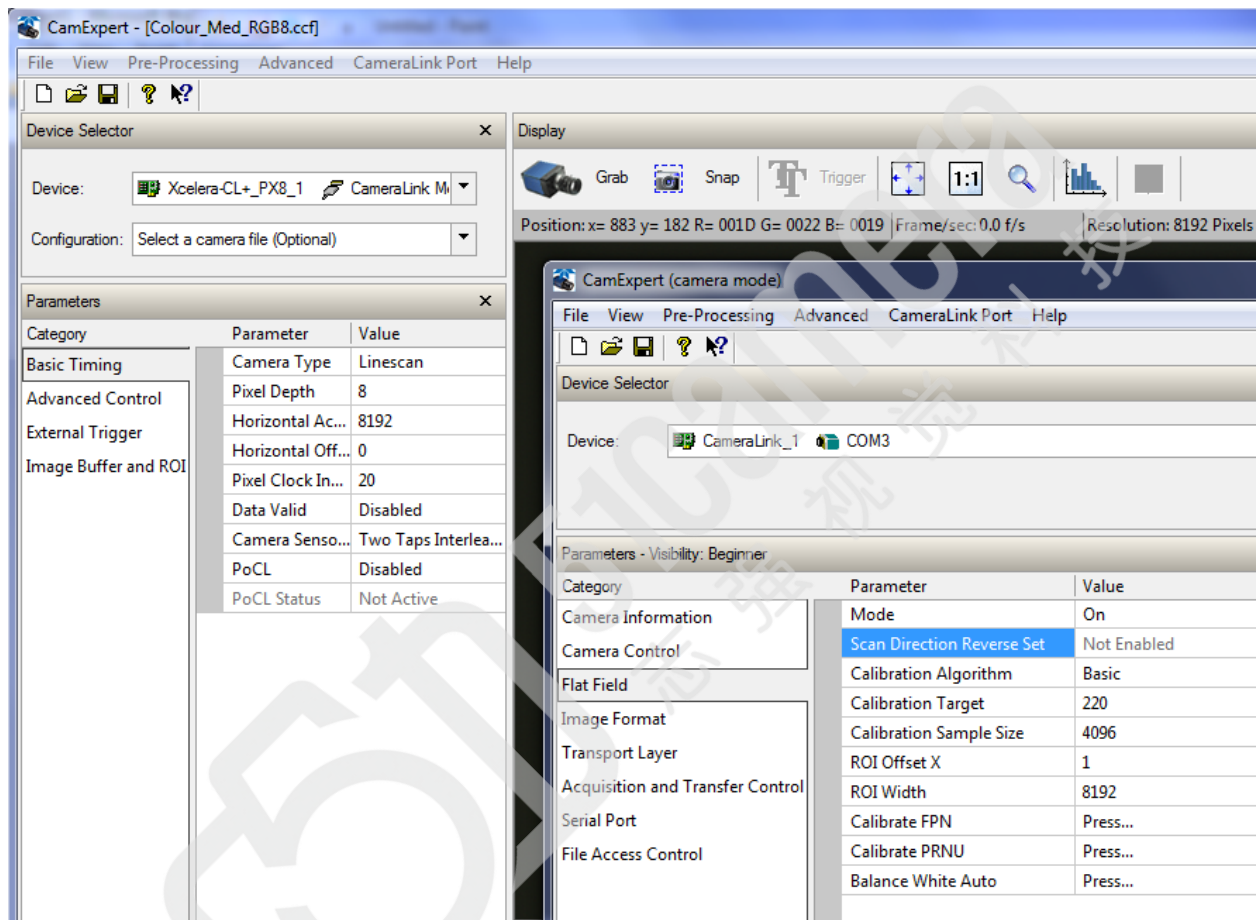 CamExpert - [Colour_Med_RGB8.ccf]
File View Pre-Processing Advanced CameraLink Port Help
Device Selector
Device: Xcelera-CL+_PX8_1 CameraLink M
Configuration: Select a camera file (Optional)
Parameters
Category Parameter Value
Basic Timing
Advanced Control
External Trigger
Image Buffer and ROI
Camera Type Linescan
Pixel Depth 8
Horizontal Ac... 8192
Horizontal Off... 0
Pixel Clock In... 20
Data Valid Disabled
Camera Senso... Two Taps Interlea...
PoCL Disabled
PoCL Status Not Active
Display
Grab Snap Trigger 1:1
Position: x= 883 y= 182 R= 001D G= 0022 B= 0019 Frame/sec: 0.0 f/s Resolution: 8192 Pixels
CamExpert (camera mode)
File View Pre-Processing Advanced CameraLink Port Help
Device Selector
Device: CameraLink_1 COM3
Parameters - Visibility: Beginner
Category Parameter Value
Camera Information
Camera Control
Flat Field
Image Format
Transport Layer
Acquisition and Transfer Control
Serial Port
File Access Control
Mode On
Scan Direction Reverse Set Not Enabled
Calibration Algorithm Basic
Calibration Target 220
Calibration Sample Size 4096
ROI Offset X 1
ROI Width 8192
Calibrate FPN Press...
Calibrate PRNU Press...
Balance White Auto Press...
51camera
志强视觉科技